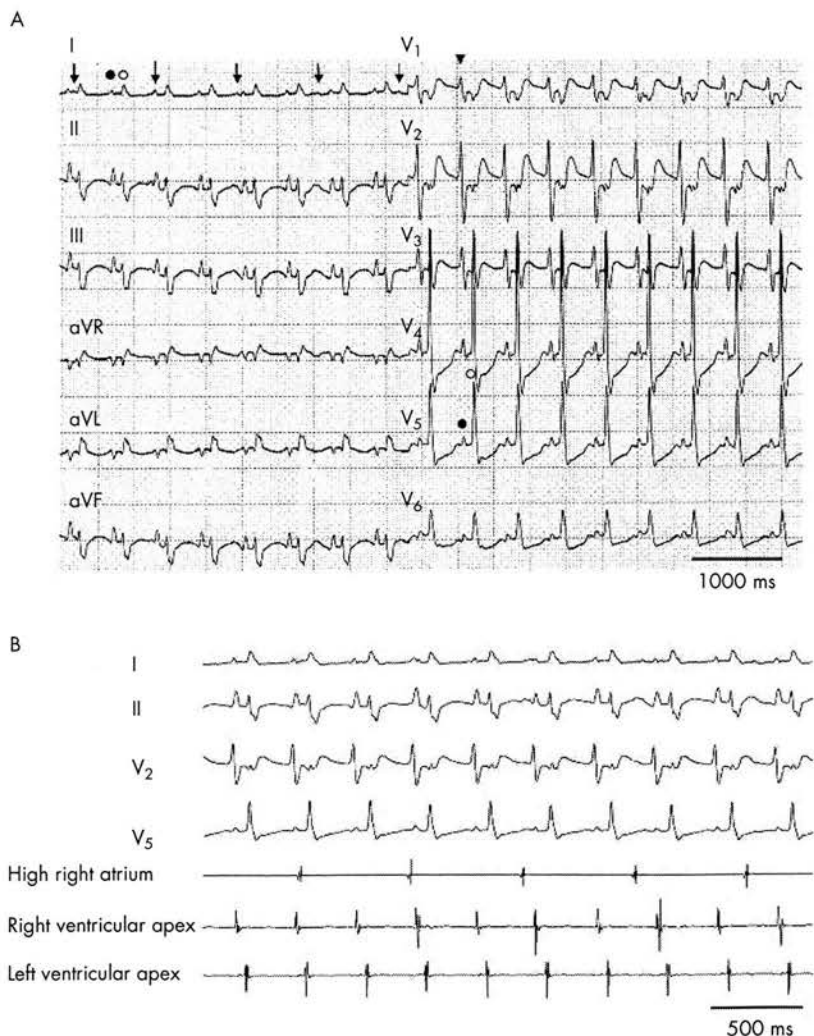 A
I V1
II V2
III V3
aVR V4
aVL V5
aVF V6
1000 ms
B
I
II
V2
V5
High right atrium
Right ventricular apex
Left ventricular apex
500 ms